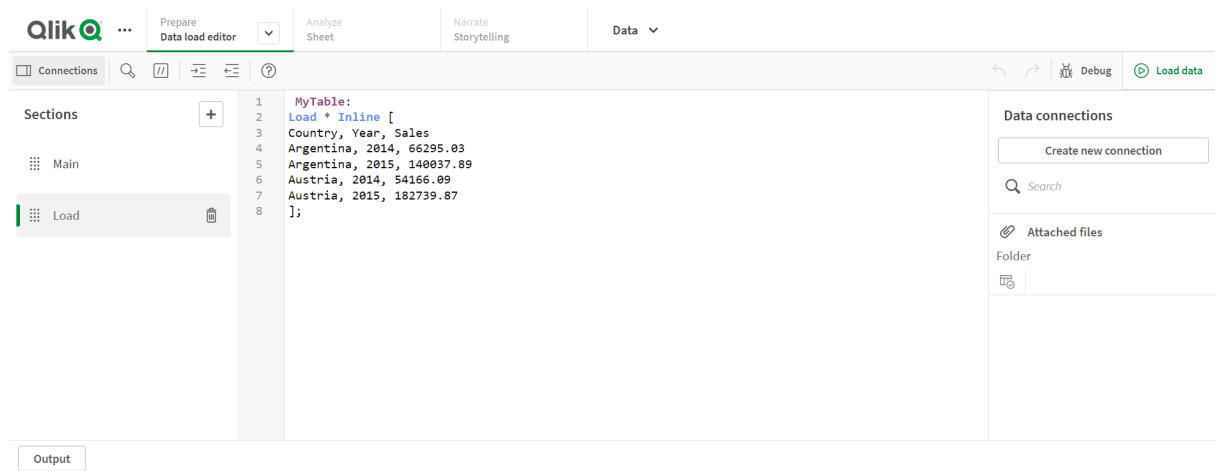 Qlik
Prepare
Data load editor
Analyze
Sheet
Narrate
Storytelling
Data
Connections
//
?
Debug
Load data
Sections
+
Main
Load
1 MyTable:
2 Load * Inline [
3 Country, Year, Sales
4 Argentina, 2014, 66295.03
5 Argentina, 2015, 140037.89
6 Austria, 2014, 54166.09
7 Austria, 2015, 182739.87
8 ];
Data connections
Create new connection
Search
Attached files
Folder
Output